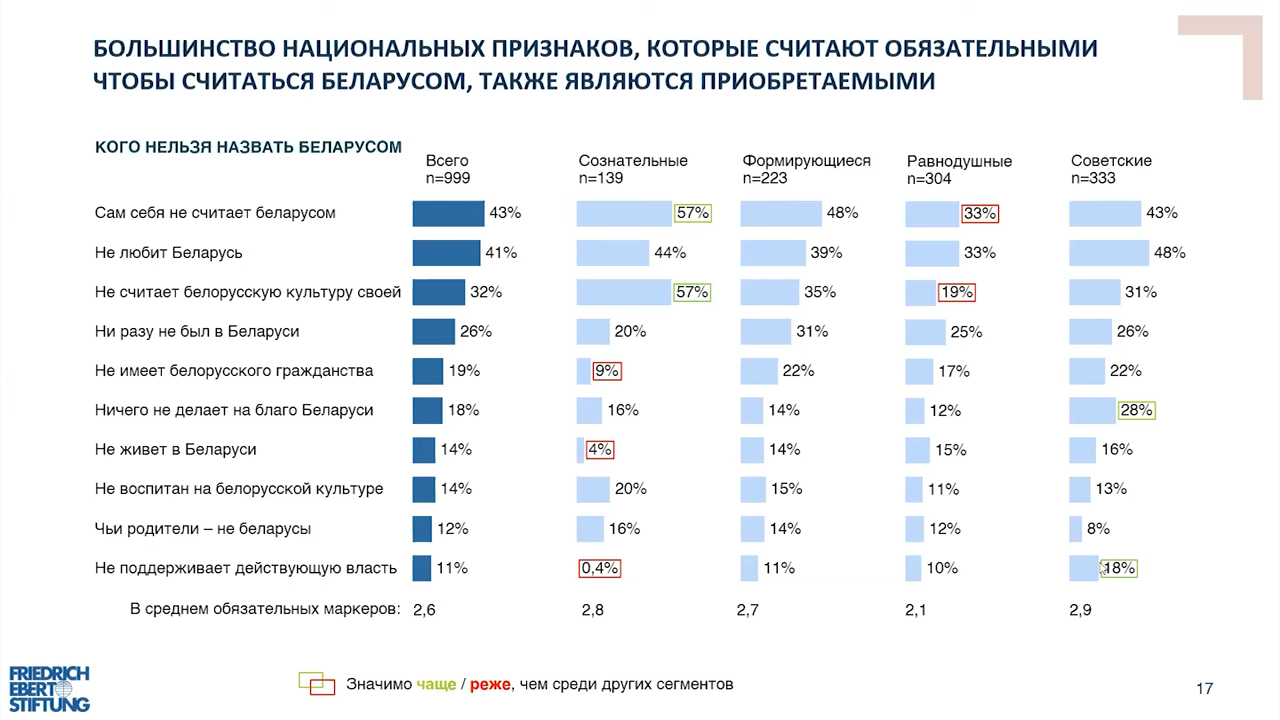 БОЛЬШИНСТВО НАЦИОНАЛЬНЫХ ПРИЗНАКОВ, КОТОРЫЕ СЧИТАЮТ ОБЯЗАТЕЛЬНЫМИ
ЧТОБЫ СЧИТАТЬСЯ БЕЛАРУСОМ, ТАКЖЕ ЯВЛЯЮТСЯ ПРИОБРЕТАЕМЫМИ
КОГО НЕЛЬЗЯ НАЗВАТЬ БЕЛАРУСОМ
Всего Сознательные Формирующиеся Равнодушные Советские
n=999 n=139 n=223 n=304 n=333
Сам себя не считает беларусом 43% 57% 48% 33% 43%
Не любит Беларусь 41% 44% 39% 33% 48%
Не считает белорусскую культуру своей 32% 57% 35% 19% 31%
Ни разу не был в Беларуси 26% 20% 31% 25% 26%
Не имеет белорусского гражданства 19% 9% 22% 17% 22%
Ничего не делает на благо Беларуси 18% 16% 14% 12% 28%
Не живет в Беларуси 14% 4% 14% 15% 16%
Не воспитан на белорусской культуре 14% 20% 15% 11% 13%
Чьи родители – не беларусы 12% 16% 14% 12% 8%
Не поддерживает действующую власть 11% 0,4% 11% 10% 18%
В среднем обязательных маркеров: 2,6 2,8 2,7 2,1 2,9
Значимо чаще / реже, чем среди других сегментов
FRIEDRICH
EBERT
STIFTUNG
17